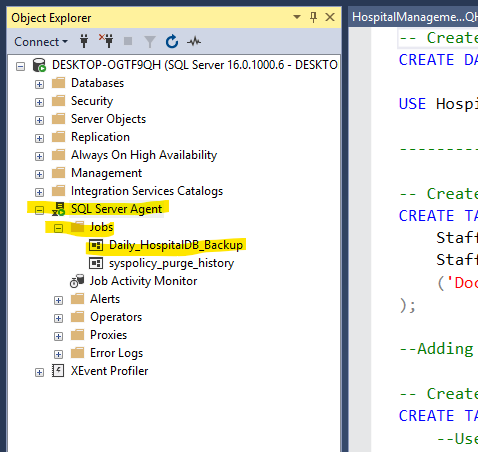 Object Explorer
Connect
DESKTOP-OGTF9QH (SQL Server 16.0.1000.6 - DESKTO
Databases
Security
Server Objects
Replication
Always On High Availability
Management
Integration Services Catalogs
SQL Server Agent
Jobs
Daily_HospitalDB_Backup
syspolicy_purge_history
Job Activity Monitor
Alerts
Operators
Proxies
Error Logs
XEvent Profiler
HospitalManageme...QH
-- Create
CREATE DA
USE Hospi
---------
-- Create
CREATE TA
Staff
Staff
('Doc
);
--Adding
-- Create
CREATE TA
--Use